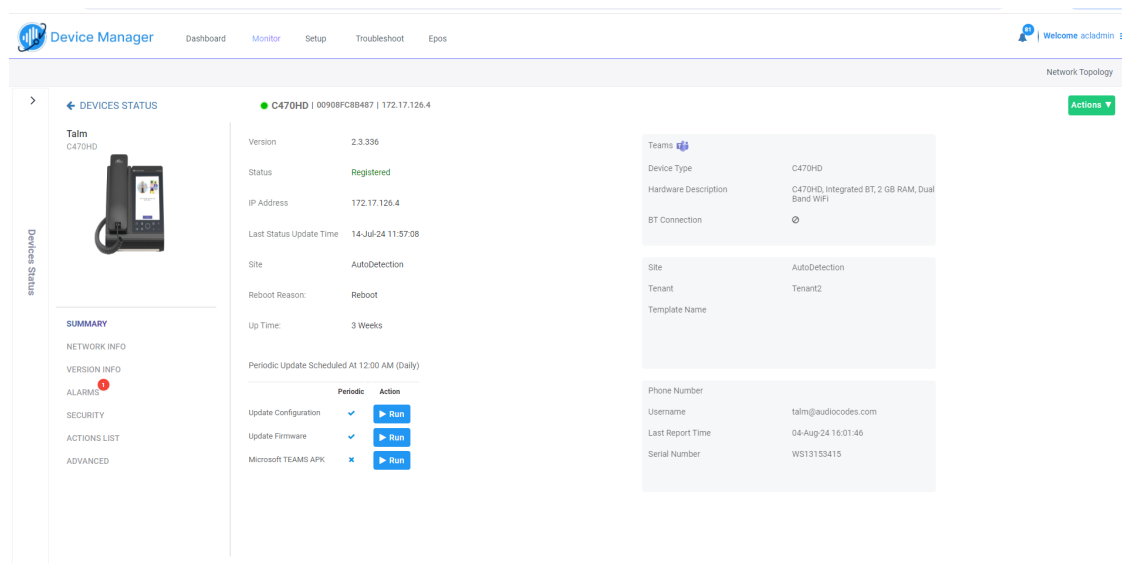 Device Manager
Dashboard Monitor Setup Troubleshoot Epos
Welcome acladmin
Network Topology
DEVICES STATUS
C470HD | 00908FC8B487 | 172.17.126.4
Actions ▼
Devices Status
Talm
C470HD
SUMMARY
NETWORK INFO
VERSION INFO
ALARMS 1
SECURITY
ACTIONS LIST
ADVANCED
Version 2.3.336
Status Registered
IP Address 172.17.126.4
Last Status Update Time 14-Jul-24 11:57:08
Site AutoDetection
Reboot Reason: Reboot
Up Time: 3 Weeks
Periodic Update Scheduled At 12:00 AM (Daily)
Periodic Action
Update Configuration Run
Update Firmware Run
Microsoft TEAMS APK Run
Teams
Device Type C470HD
Hardware Description C470HD, Integrated BT, 2 GB RAM, Dual
Band WiFi
BT Connection
Site AutoDetection
Tenant Tenant2
Template Name
Phone Number
Username talm@audiocodes.com
Last Report Time 04-Aug-24 16:01:46
Serial Number WS13153415